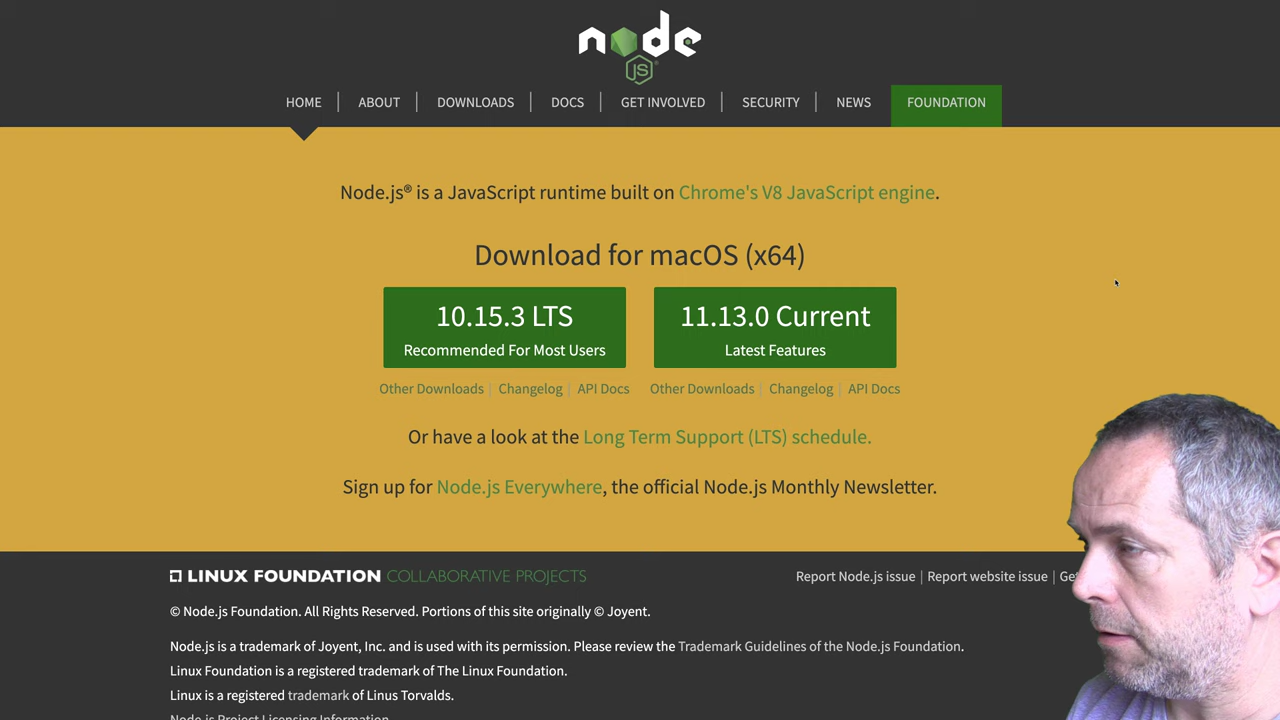 node
JS
HOME | ABOUT | DOWNLOADS | DOCS | GET INVOLVED | SECURITY | NEWS FOUNDATION
Node.js® is a JavaScript runtime built on Chrome's V8 JavaScript engine.
Download for macOS (x64)
10.15.3 LTS
Recommended For Most Users
11.13.0 Current
Latest Features
Other Downloads | Changelog | API Docs
Other Downloads | Changelog | API Docs
Or have a look at the Long Term Support (LTS) schedule.
Sign up for Node.js Everywhere, the official Node.js Monthly Newsletter.
LINUX FOUNDATION COLLABORATIVE PROJECTS
Report Node.js issue | Report website issue |
© Node.js Foundation. All Rights Reserved. Portions of this site originally © Joyent.
Node.js is a trademark of Joyent, Inc. and is used with its permission. Please review the Trademark Guidelines of the Node.js Foundation.
Linux Foundation is a registered trademark of The Linux Foundation.
Linux is a registered trademark of Linus Torvalds.
Node.js Project Licensing Information.